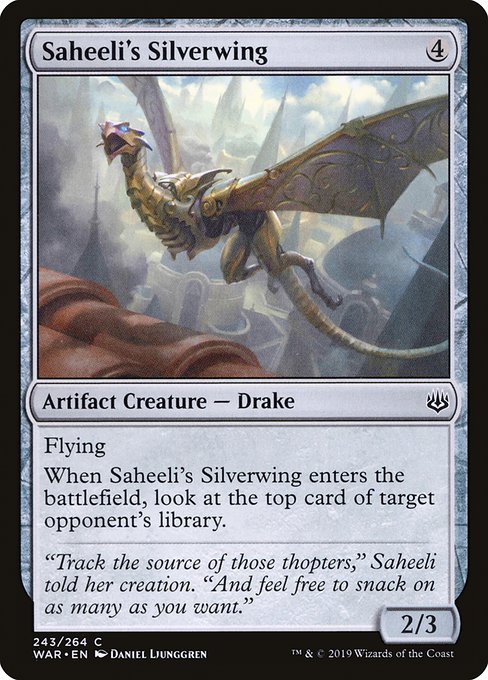 Saheeli's Silverwing 4
Artifact Creature — Drake
Flying
When Saheeli's Silverwing enters the
battlefield, look at the top card of target
opponent's library.
“Track the source of those thopters,” Saheeli
told her creation. “And feel free to snack on
as many as you want.”
2/3
243/264 C
WAR • EN Daniel Ljunggren
™ & © 2019 Wizards of the Coast